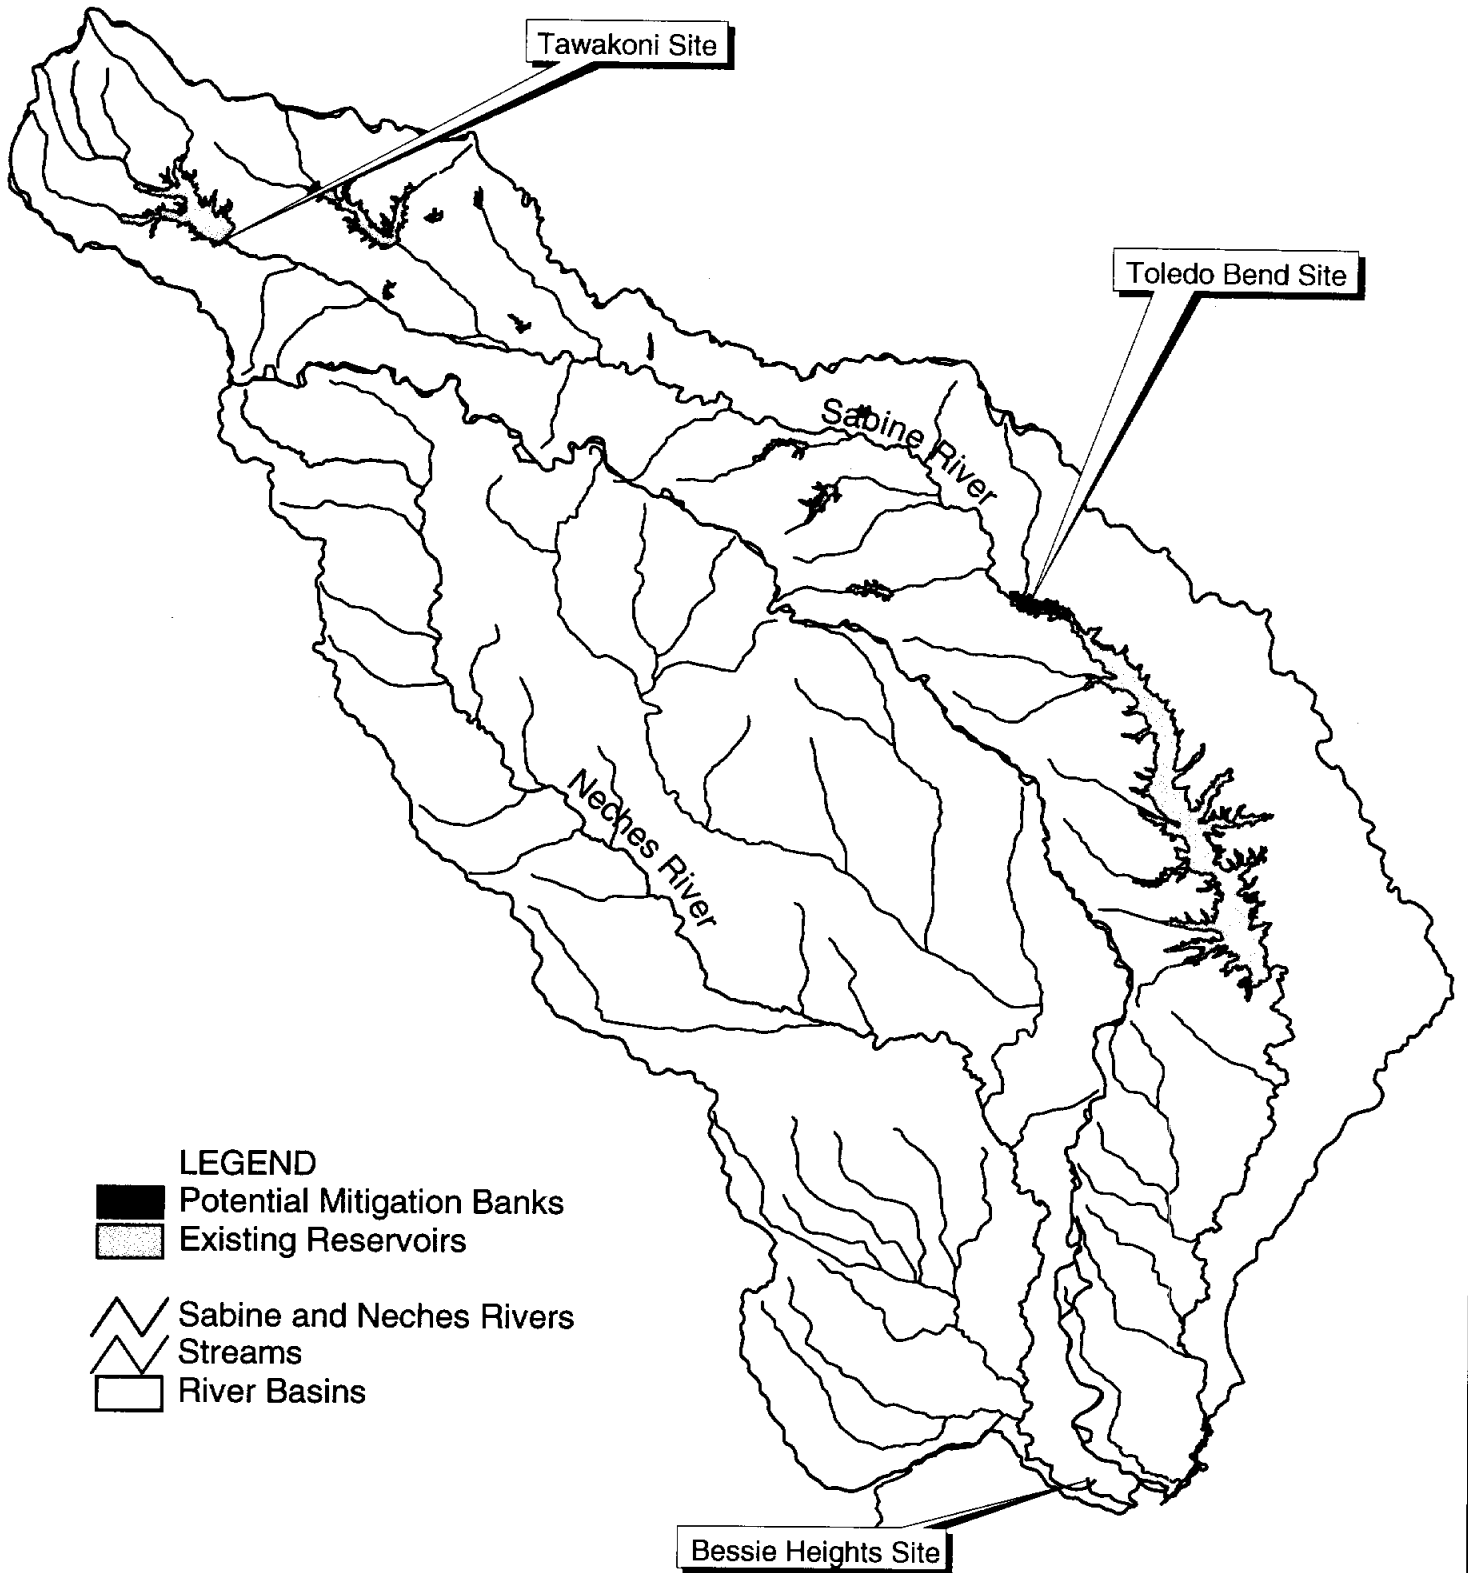 Tawakoni Site
Toledo Bend Site
Sabine River
Neches River
LEGEND
Potential Mitigation Banks
Existing Reservoirs
Sabine and Neches Rivers
Streams
River Basins
Bessie Heights Site